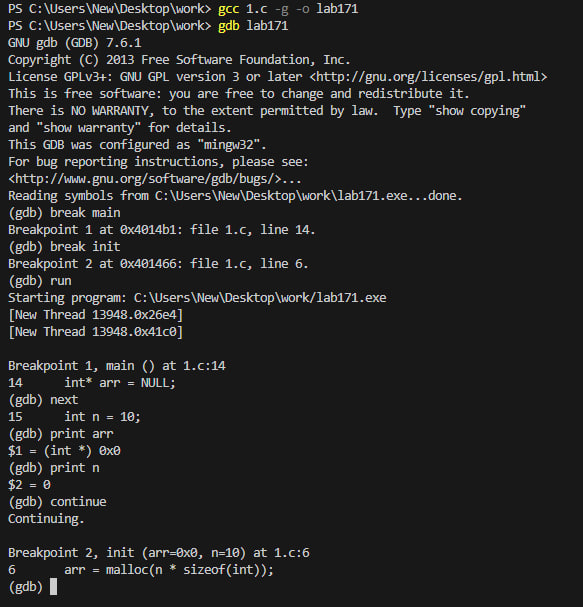 PS C:\Users\New\Desktop\work> gcc 1.c -g -o lab171
PS C:\Users\New\Desktop\work> gdb lab171
GNU gdb (GDB) 7.6.1
Copyright (C) 2013 Free Software Foundation, Inc.
License GPLv3+: GNU GPL version 3 or later <http://gnu.org/licenses/gpl.html>
This is free software: you are free to change and redistribute it.
There is NO WARRANTY, to the extent permitted by law.  Type "show copying"
and "show warranty" for details.
This GDB was configured as "mingw32".
For bug reporting instructions, please see:
<http://www.gnu.org/software/gdb/bugs/>...
Reading symbols from C:\Users\New\Desktop\work\lab171.exe...done.
(gdb) break main
Breakpoint 1 at 0x4014b1: file 1.c, line 14.
(gdb) break init
Breakpoint 2 at 0x401466: file 1.c, line 6.
(gdb) run
Starting program: C:\Users\New\Desktop\work/lab171.exe
[New Thread 13948.0x26e4]
[New Thread 13948.0x41c0]

Breakpoint 1, main () at 1.c:14
14      int* arr = NULL;
(gdb) next
15      int n = 10;
(gdb) print arr
$1 = (int *) 0x0
(gdb) print n
$2 = 0
(gdb) continue
Continuing.

Breakpoint 2, init (arr=0x0, n=10) at 1.c:6
6       arr = malloc(n * sizeof(int));
(gdb)